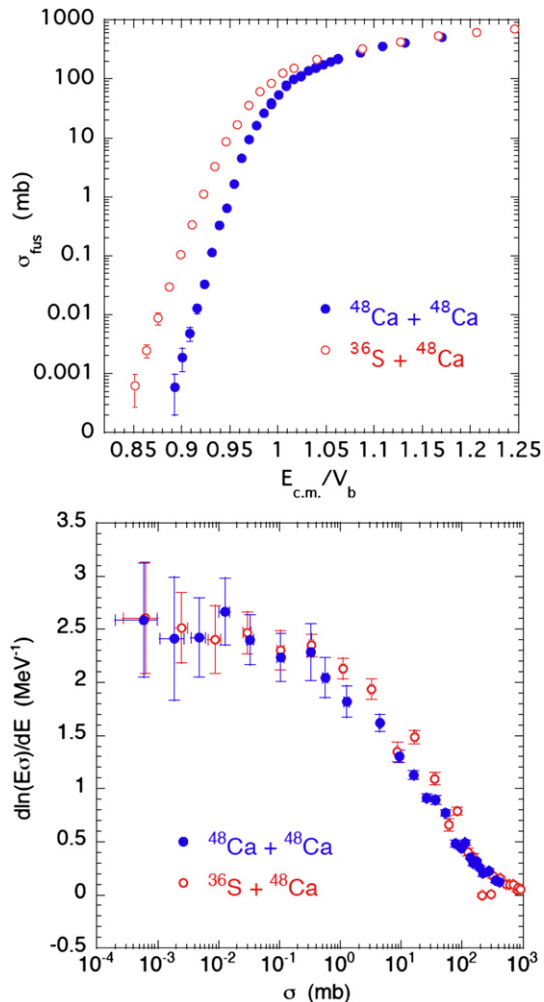 1000
100
10
1
0.1
0.01
0.001
0
σfus (mb)
⁴⁸Ca + ⁴⁸Ca
³⁶S + ⁴⁸Ca
0.85 0.9 0.95 1 1.05 1.1 1.15 1.2 1.25
Ec.m./Vb
3.5
3
2.5
2
1.5
1
0.5
0
-0.5
dln(Eσ)/dE (MeV⁻¹)
⁴⁸Ca + ⁴⁸Ca
³⁶S + ⁴⁸Ca
10⁻⁴ 10⁻³ 10⁻² 10⁻¹ 10⁰ 10¹ 10² 10³
σ (mb)